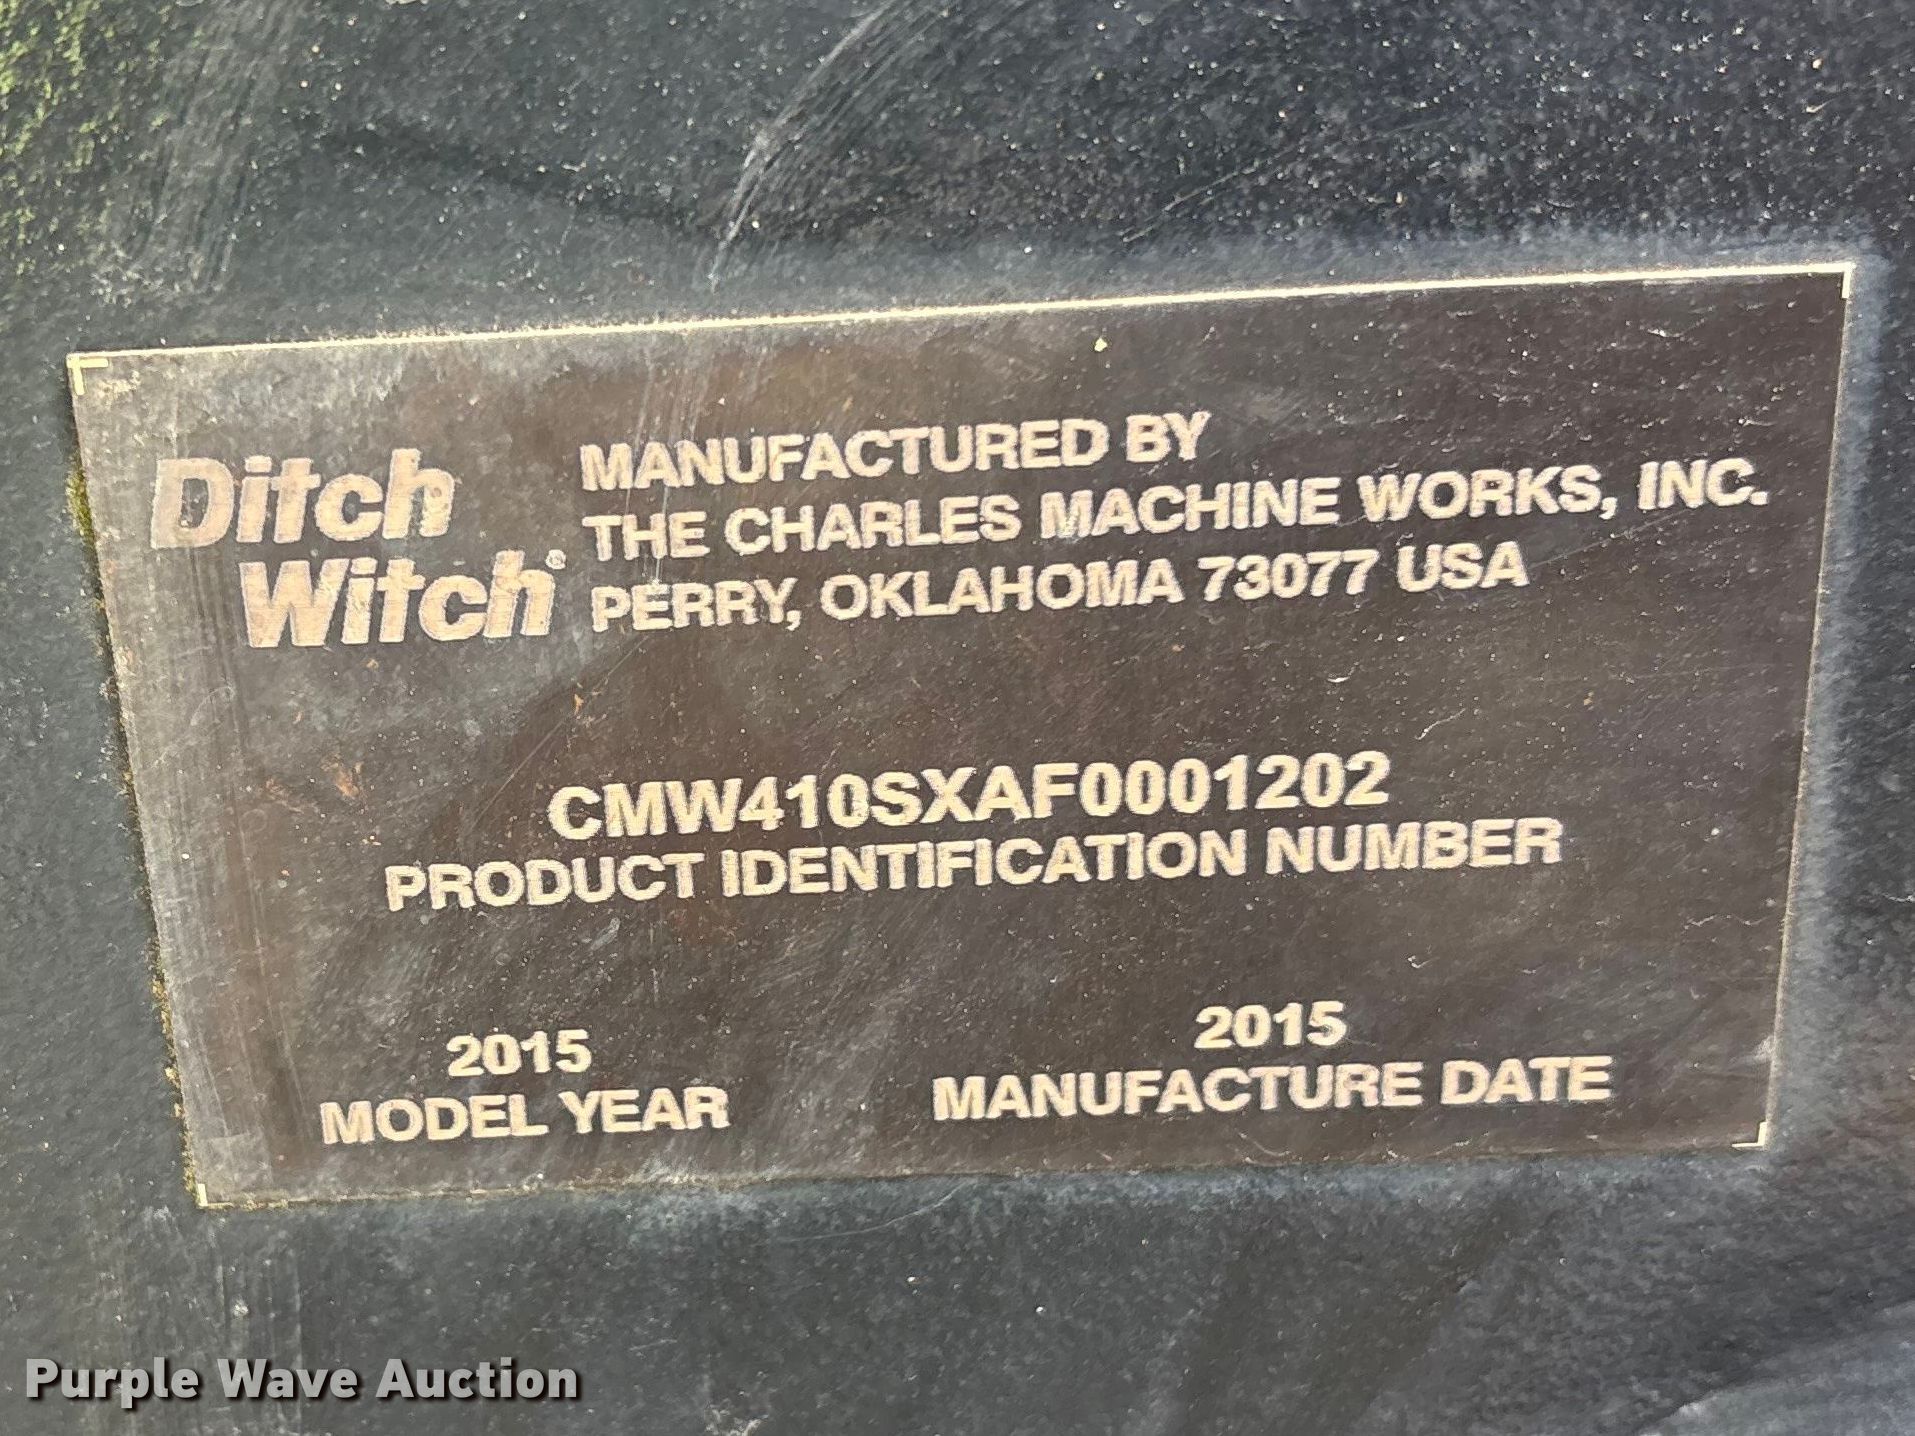 Ditch
Witch®
MANUFACTURED BY
THE CHARLES MACHINE WORKS, INC.
PERRY, OKLAHOMA 73077 USA
CMW410SXAF0001202
PRODUCT IDENTIFICATION NUMBER
2015
MODEL YEAR
2015
MANUFACTURE DATE
Purple Wave Auction